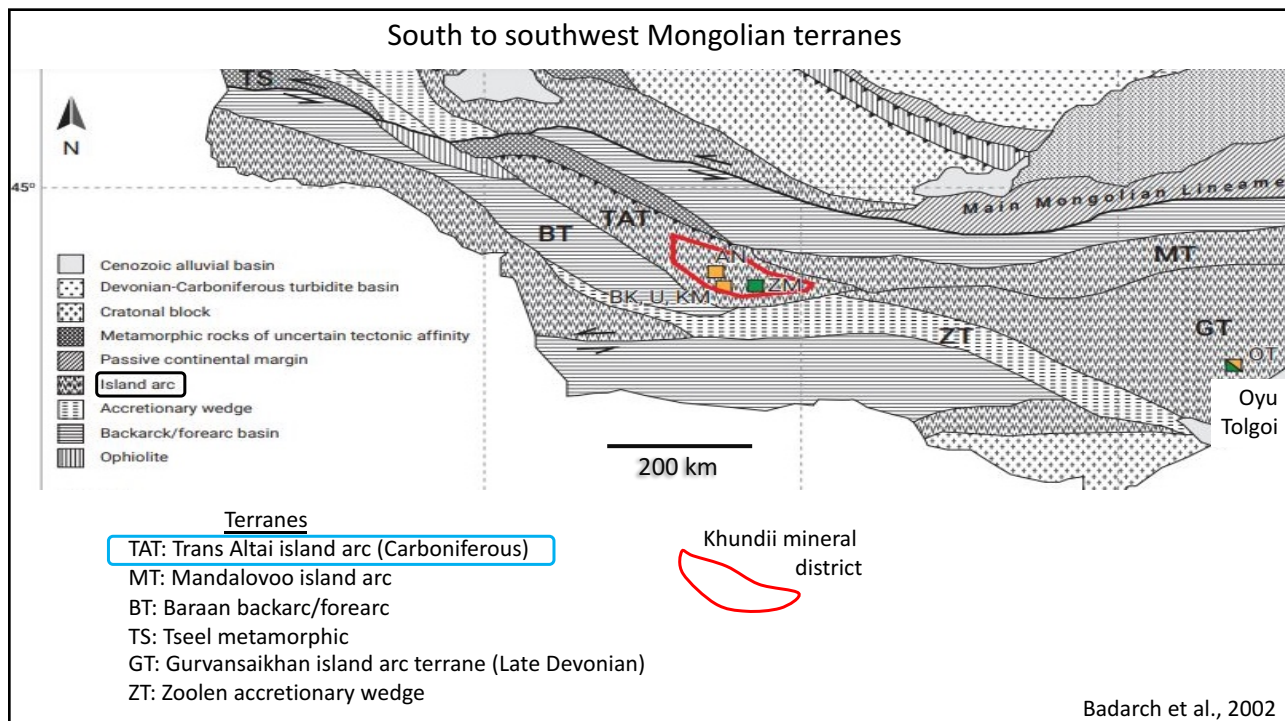 South to southwest Mongolian terranes
TS
N
45°
Main Mongolian Lineame
TAT
BT
MT
AN
ZM
BK, U, KM
GT
ZT
OT
Oyu
Tolgoi
Cenozoic alluvial basin
Devonian-Carboniferous turbidite basin
Cratonal block
Metamorphic rocks of uncertain tectonic affinity
Passive continental margin
Island arc
Accretionary wedge
Backarck/forearc basin
Ophiolite
200 km
Terranes
TAT: Trans Altai island arc (Carboniferous)
MT: Mandalovoo island arc
BT: Baraan backarc/forearc
TS: Tseel metamorphic
GT: Gurvansaikhan island arc terrane (Late Devonian)
ZT: Zoolen accretionary wedge
Khundii mineral
district
Badarch et al., 2002